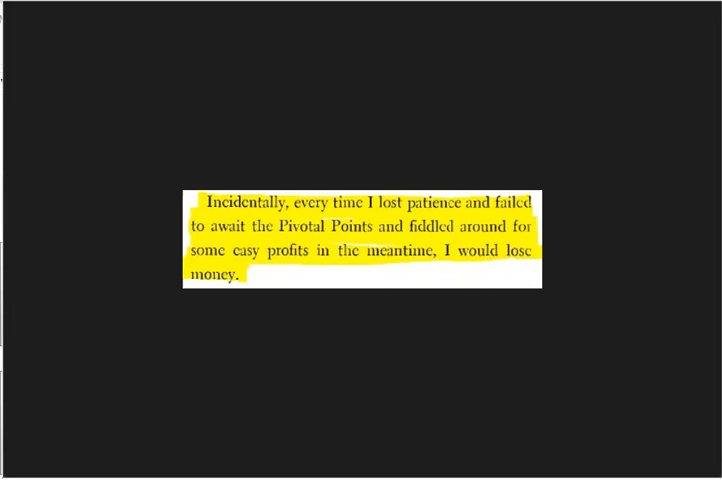 Incidentally, every time I lost patience and failed
to await the Pivotal Points and fiddled around for
some easy profits in the meantime, I would lose
money.